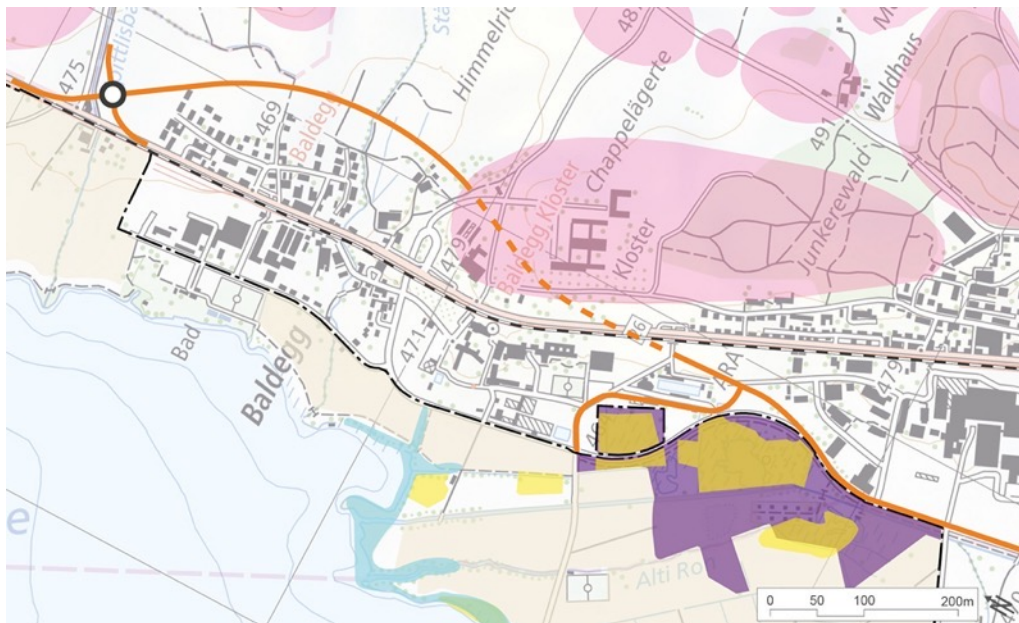 475
469
Baldegg
Himmelrich
Chappelägerte
Waldhaus
491
Junkerewald
Kloster
Baldegg Kloster
479
471
Bad
Baldegg
ARA
479
e
Alti Ron
0 50 100 200m
N